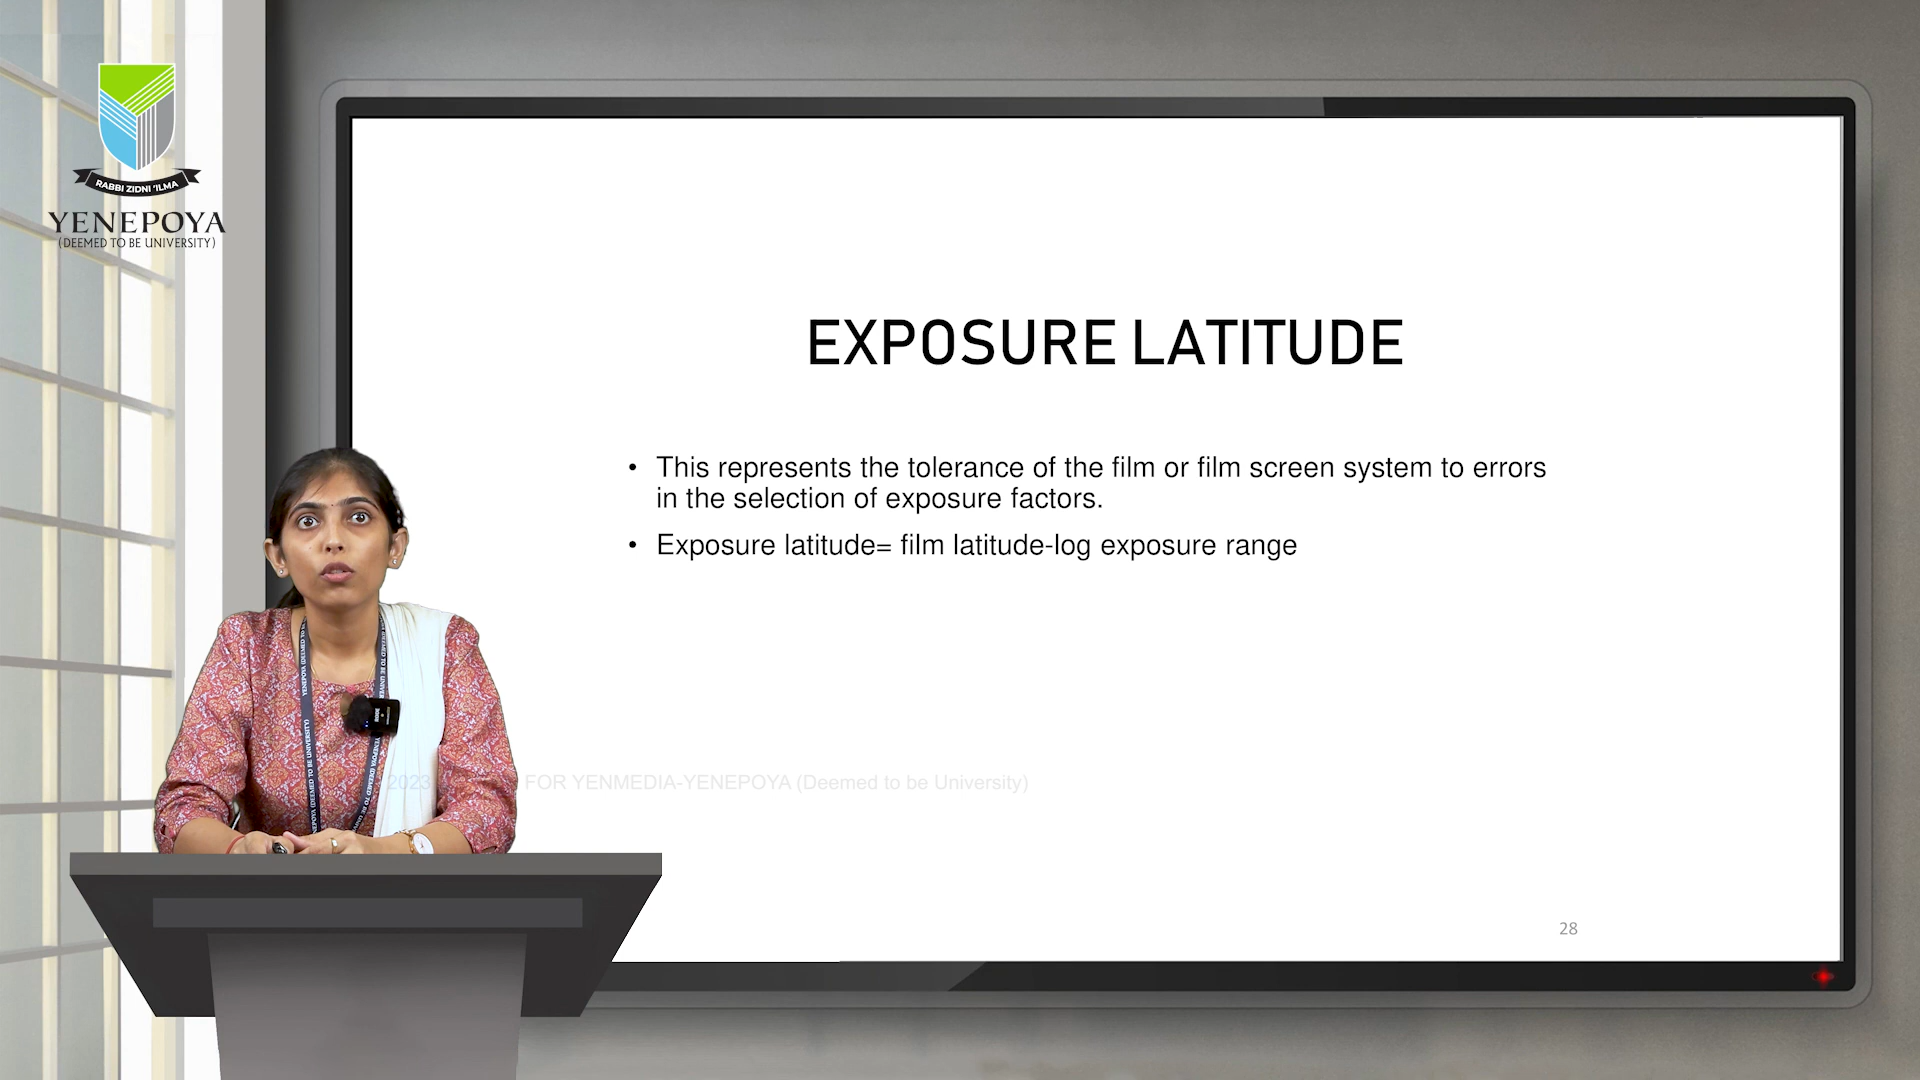 RABBI ZIDNI 'ILMA
YENEPOYA
(DEEMED TO BE UNIVERSITY)
EXPOSURE LATITUDE
• This represents the tolerance of the film or film screen system to errors
in the selection of exposure factors.
• Exposure latitude= film latitude-log exposure range
2023
FOR YENMEDIA-YENEPOYA (Deemed to be University)
28